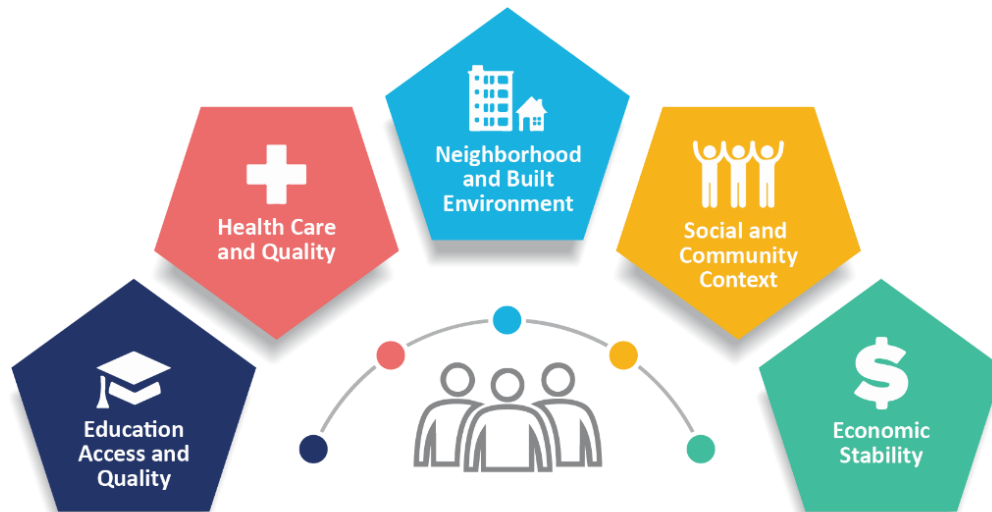 Education
Access and
Quality
Health Care
and Quality
Neighborhood
and Built
Environment
Social and
Community
Context
$
Economic
Stability